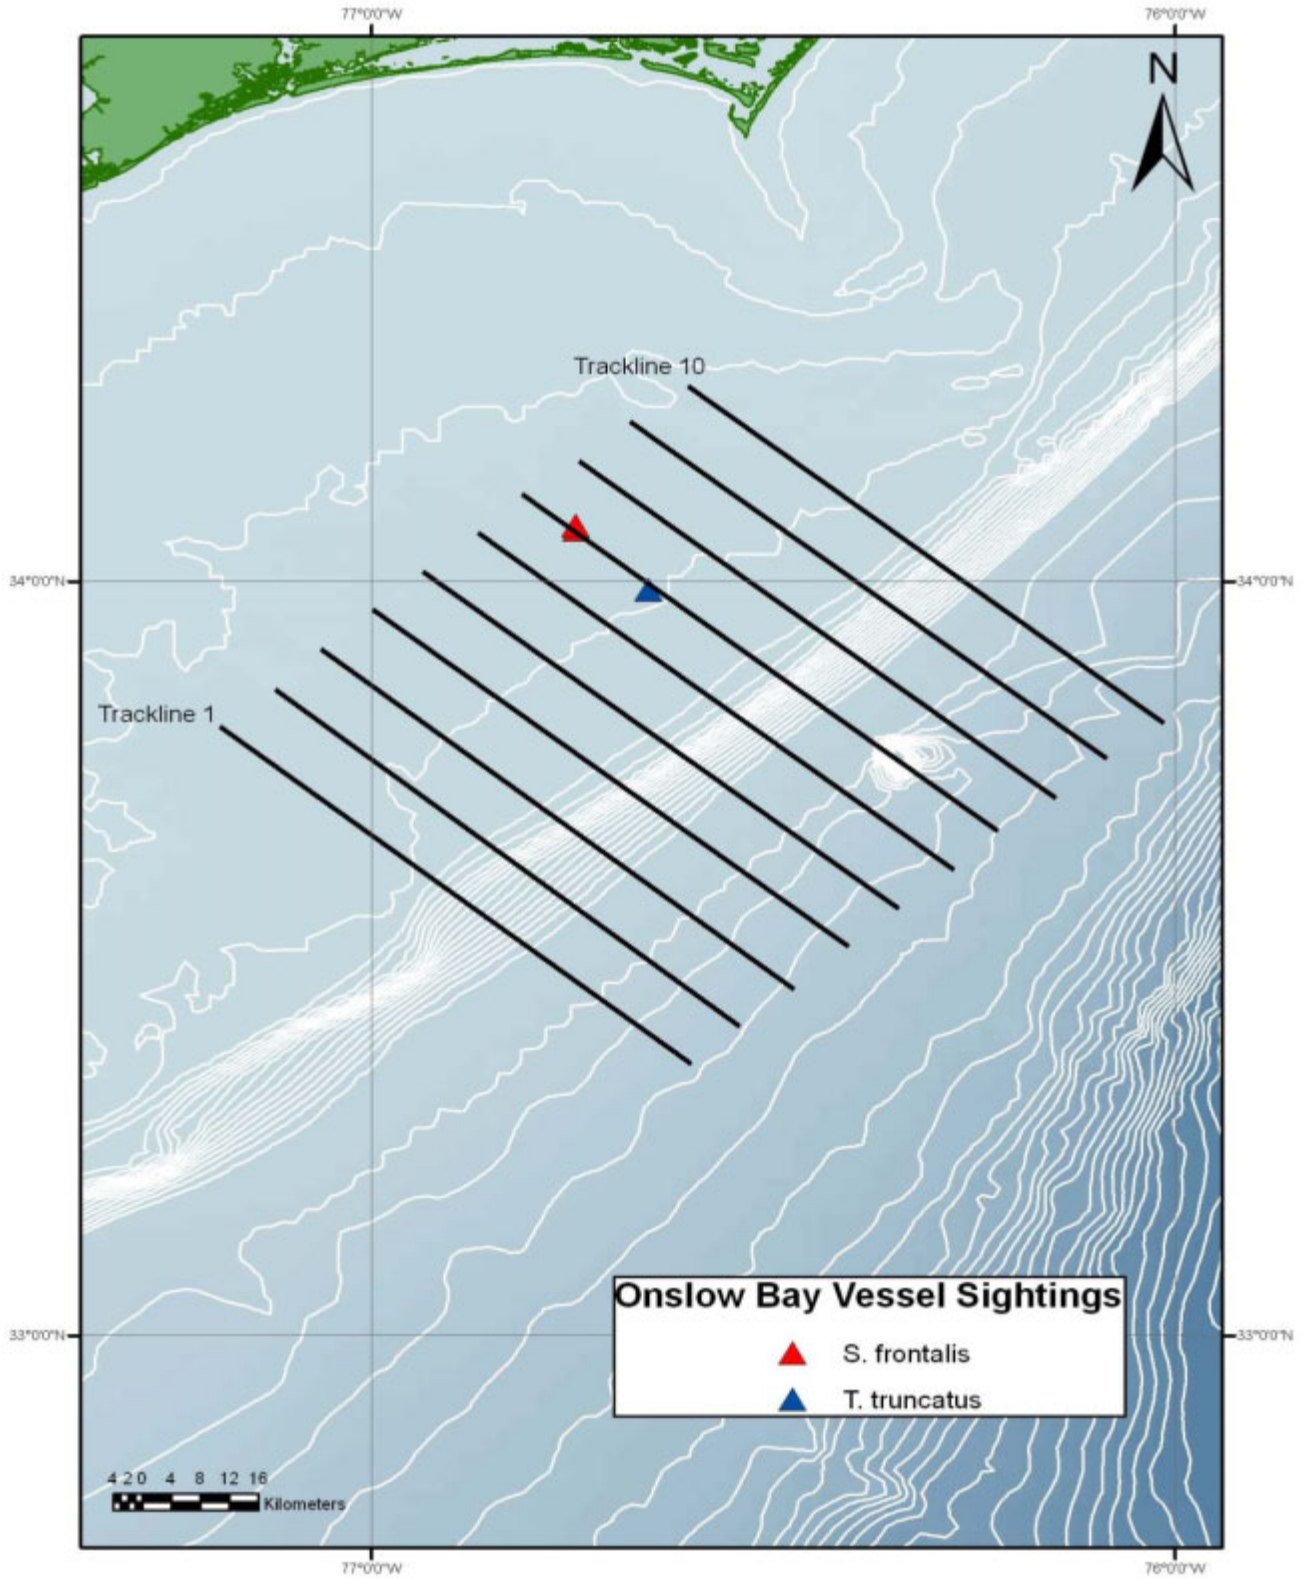 77°0'0"W 76°0'0"W
N
Trackline 10
34°0'0"N 34°0'0"N
Trackline 1
Onslow Bay Vessel Sightings
S. frontalis
33°0'0"N 33°0'0"N
T. truncatus
4 2 0 4 8 12 16
Kilometers
77°0'0"W 76°0'0"W